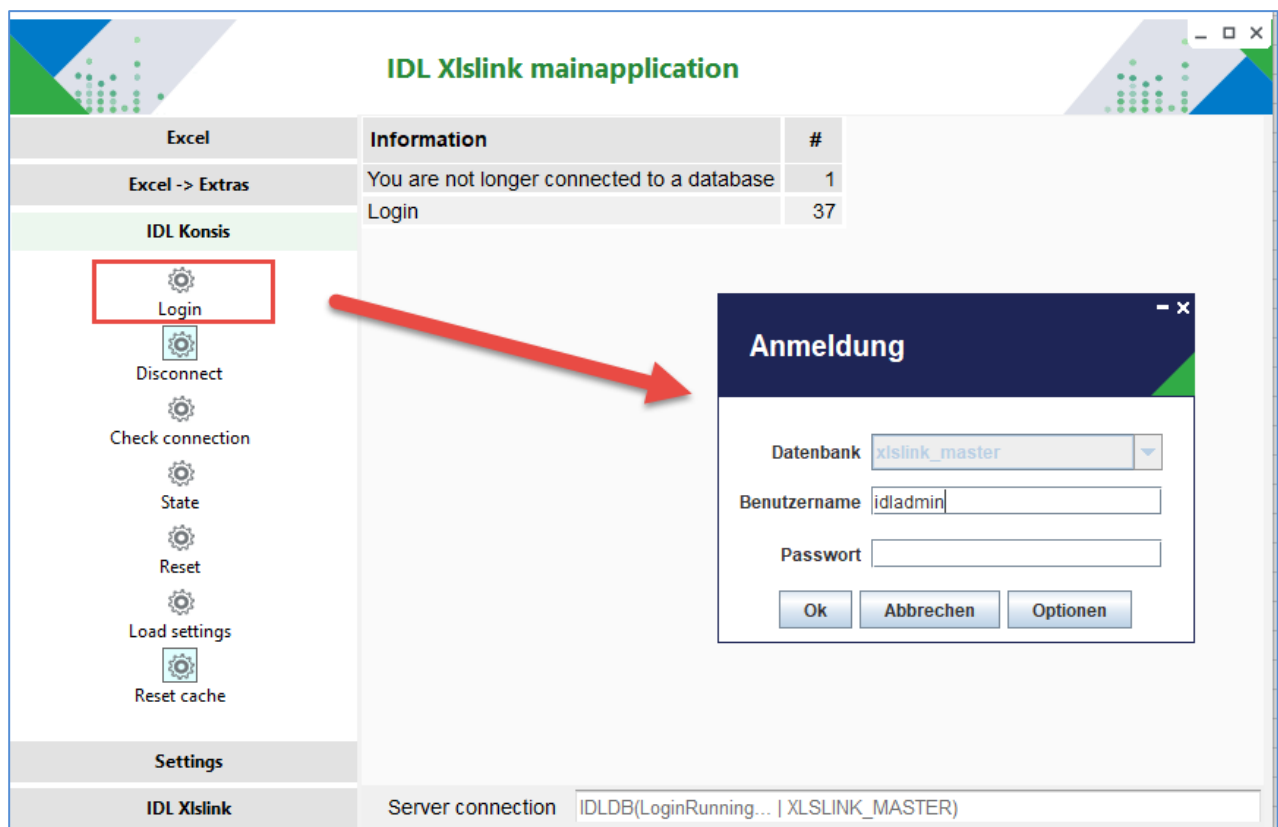 IDL Xlslink mainapplication
Excel
Excel -> Extras
IDL Konsis
Login
Disconnect
Check connection
State
Reset
Load settings
Reset cache
Settings
IDL Xlslink
Information #
You are not longer connected to a database 1
Login 37
Anmeldung
Datenbank xlslink_master
Benutzername idladmin
Passwort
Ok Abbrechen Optionen
Server connection IDLDB(LoginRunning... | XLSLINK_MASTER)